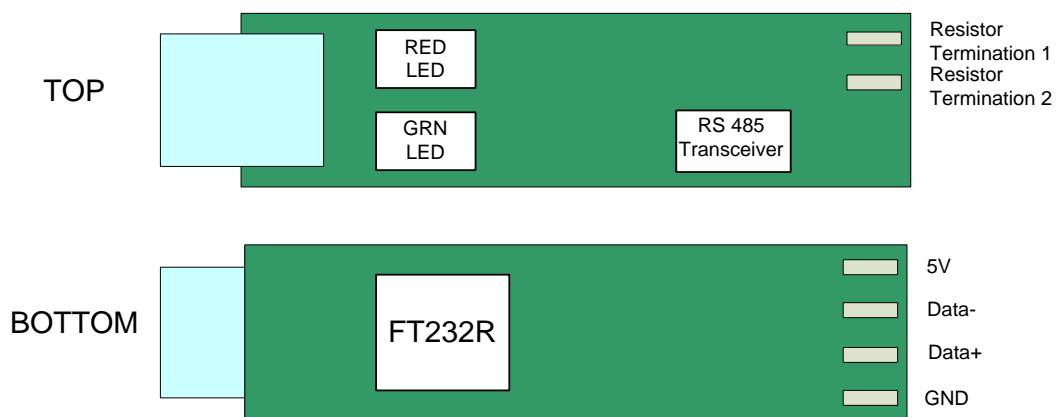 TOP
RED
LED
GRN
LED
RS 485
Transceiver
Resistor
Termination 1
Resistor
Termination 2
BOTTOM
FT232R
5V
Data-
Data+
GND